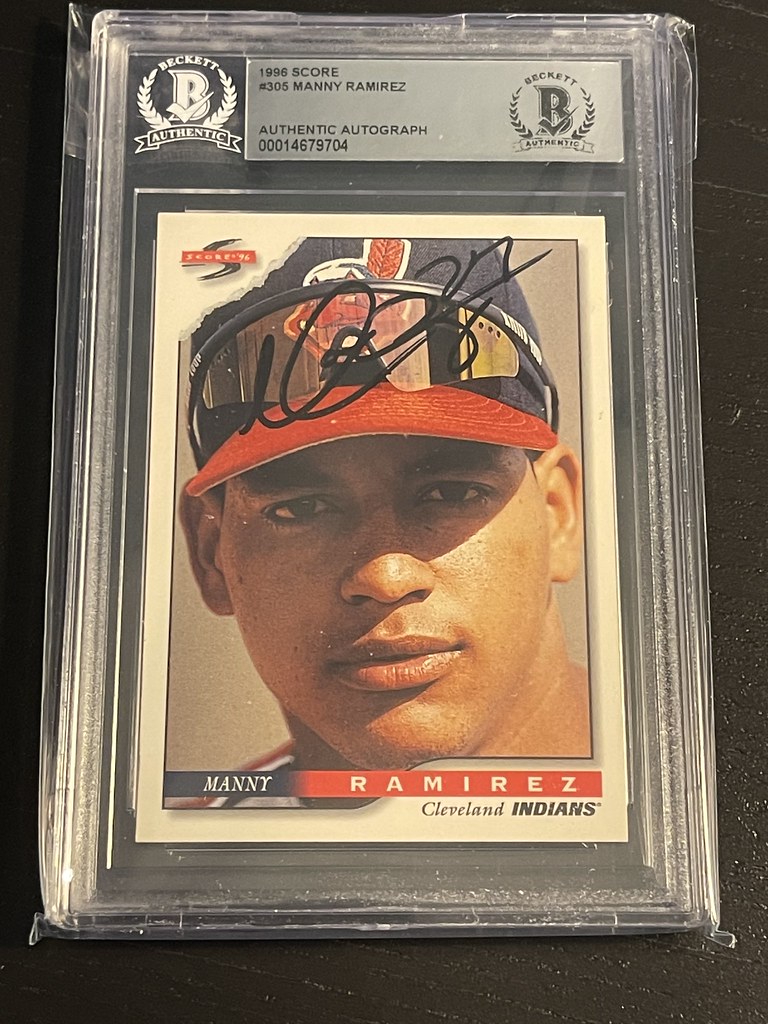 BECKETT
B
AUTHENTIC
1996 SCORE
#305 MANNY RAMIREZ
AUTHENTIC AUTOGRAPH
00014679704
BECKETT
B
AUTHENTIC
SCORE '96
MANNY RAMIREZ
Cleveland INDIANS